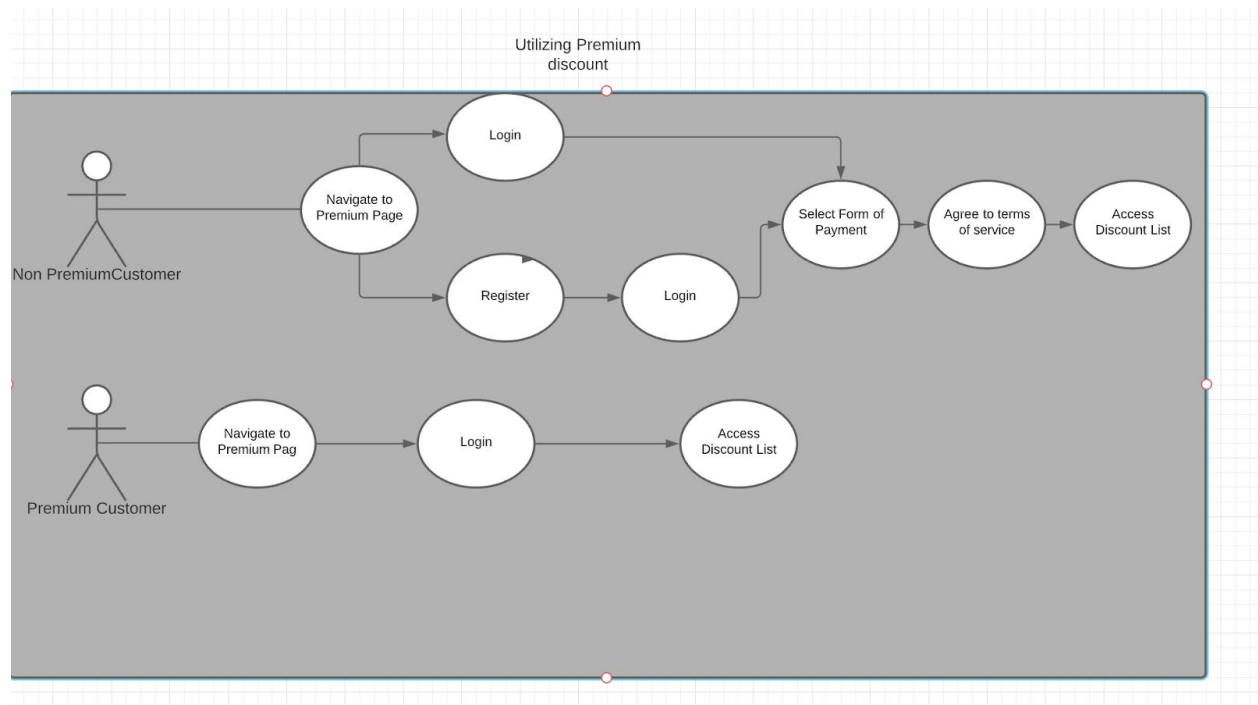 Utilizing Premium
discount
Login
Navigate to
Premium Page
Select Form of
Payment
Agree to terms
of service
Access
Discount List
Non PremiumCustomer
Register
Login
Navigate to
Premium Pag
Login
Access
Discount List
Premium Customer